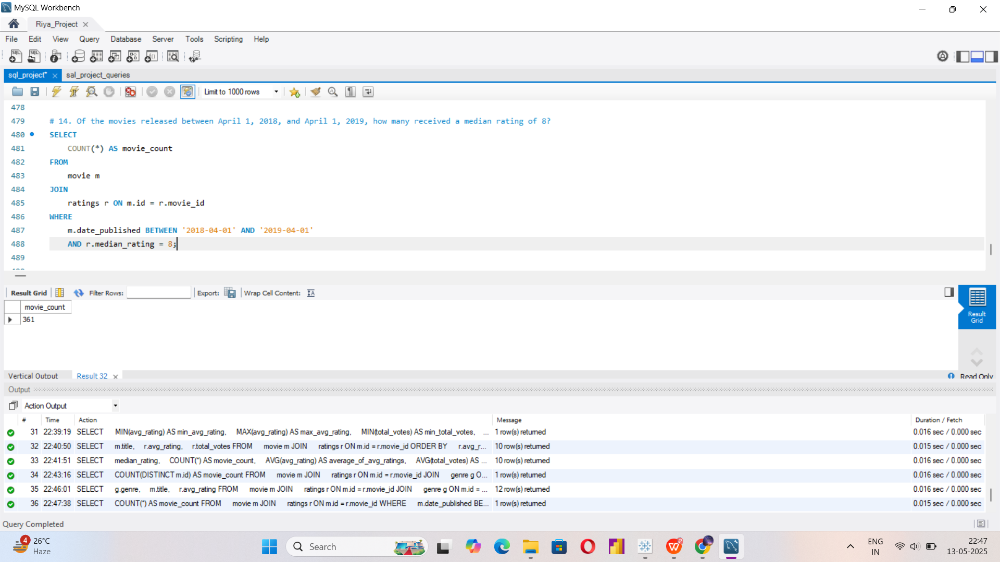 MySQL Workbench
Riya_Project
File Edit View Query Database Server Tools Scripting Help
sql_project* sal_project_queries
Limit to 1000 rows
478
479 # 14. Of the movies released between April 1, 2018, and April 1, 2019, how many received a median rating of 8?
480 SELECT
481 COUNT(*) AS movie_count
482 FROM
483 movie m
484 JOIN
485 ratings r ON m.id = r.movie_id
486 WHERE
487 m.date_published BETWEEN '2018-04-01' AND '2019-04-01'
488 AND r.median_rating = 8;
489
Result Grid Filter Rows: Export: Wrap Cell Content:
movie_count
361
Result Grid
Vertical Output Result 32 Read Only
Output
Action Output
# Time Action Message Duration / Fetch
31 22:39:19 SELECT MIN(avg_rating) AS min_avg_rating, MAX(avg_rating) AS max_avg_rating, MIN(total_votes) AS min_total_votes, ... 1 row(s) returned 0.016 sec / 0.000 sec
32 22:40:50 SELECT m.title, r.avg_rating, r.total_votes FROM movie m JOIN ratings r ON m.id = r.movie_id ORDER BY r.avg_r... 10 row(s) returned 0.015 sec / 0.000 sec
33 22:41:51 SELECT median_rating, COUNT(*) AS movie_count, AVG(avg_rating) AS average_of_avg_ratings, AVG(total_votes) AS ... 10 row(s) returned 0.016 sec / 0.000 sec
34 22:43:16 SELECT COUNT(DISTINCT m.id) AS movie_count FROM movie m JOIN ratings r ON m.id = r.movie_id JOIN genre g O... 1 row(s) returned 0.016 sec / 0.000 sec
35 22:46:01 SELECT g.genre, m.title, r.avg_rating FROM movie m JOIN ratings r ON m.id = r.movie_id JOIN genre g ON m.id = ... 12 row(s) returned 0.016 sec / 0.000 sec
36 22:47:38 SELECT COUNT(*) AS movie_count FROM movie m JOIN ratings r ON m.id = r.movie_id WHERE m.date_published BE... 1 row(s) returned 0.015 sec / 0.000 sec
Query Completed
4 26°C
Haze
Search
ENG
IN
22:47
13-05-2025